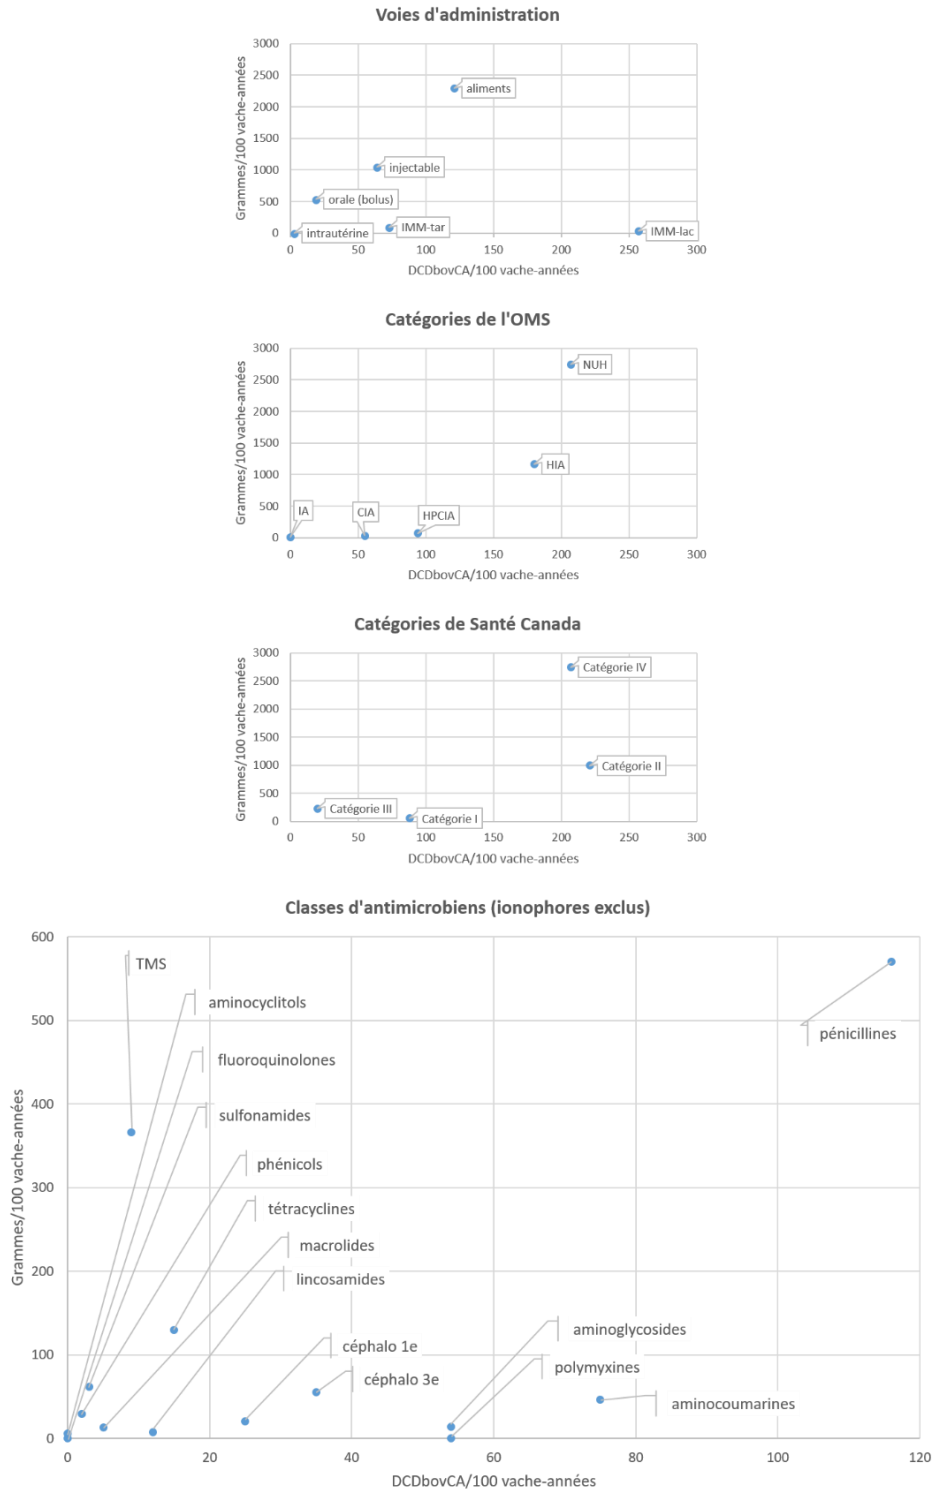 Voies d'administration
3000
2500
2000
1500
1000
500
0
Grammes/100 vache-années
aliments
injectable
orale (bolus)
IMM-tar
intrautérine
IMM-lac
0 50 100 150 200 250 300
DCDbovCA/100 vache-années
Catégories de l'OMS
3000
2500
2000
1500
1000
500
0
Grammes/100 vache-années
NUH
HIA
IA
CIA
HPCIA
0 50 100 150 200 250 300
DCDbovCA/100 vache-années
Catégories de Santé Canada
3000
2500
2000
1500
1000
500
0
Grammes/100 vache-années
Catégorie IV
Catégorie II
Catégorie III
Catégorie I
0 50 100 150 200 250 300
DCDbovCA/100 vache-années
Classes d'antimicrobiens (ionophores exclus)
600
500
400
300
200
100
0
Grammes/100 vache-années
TMS
aminocyclitols
pénicillines
fluoroquinolones
sulfonamides
phénicols
tétracyclines
macrolides
lincosamides
aminoglycosides
céphalo 1e
polymyxines
céphalo 3e
aminocoumarines
0 20 40 60 80 100 120
DCDbovCA/100 vache-années